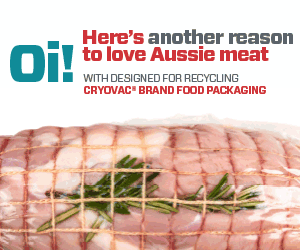 Oi!
Here's another reason
to love Aussie meat
WITH DESIGNED FOR RECYCLING
CRYOVAC® BRAND FOOD PACKAGING